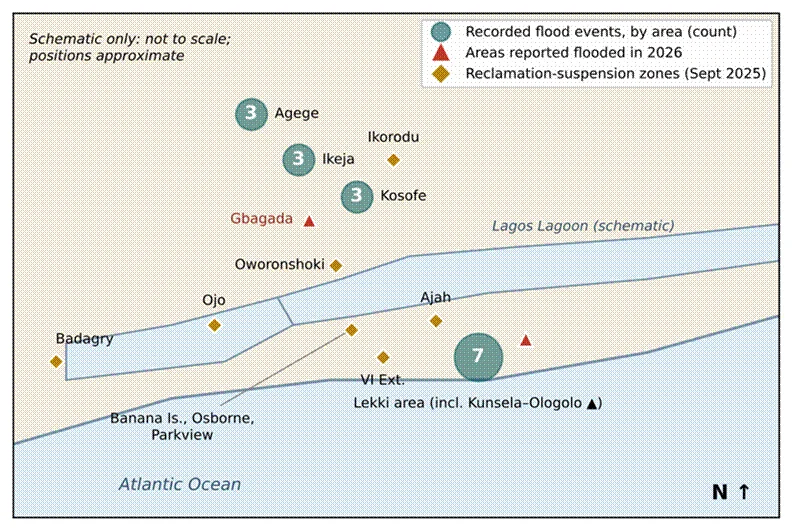 Schematic only: not to scale;
positions approximate
Recorded flood events, by area (count)
Areas reported flooded in 2026
Reclamation-suspension zones (Sept 2025)
3 Agege
Ikorodu
3 Ikeja
3 Kosofe
Gbagada
Lagos Lagoon (schematic)
Oworonshoki
Ojo
Ajah
Badagry
7
VI Ext.
Lekki area (incl. Kunsela–Ologolo ▲)
Banana Is., Osborne,
Parkview
Atlantic Ocean
N ↑